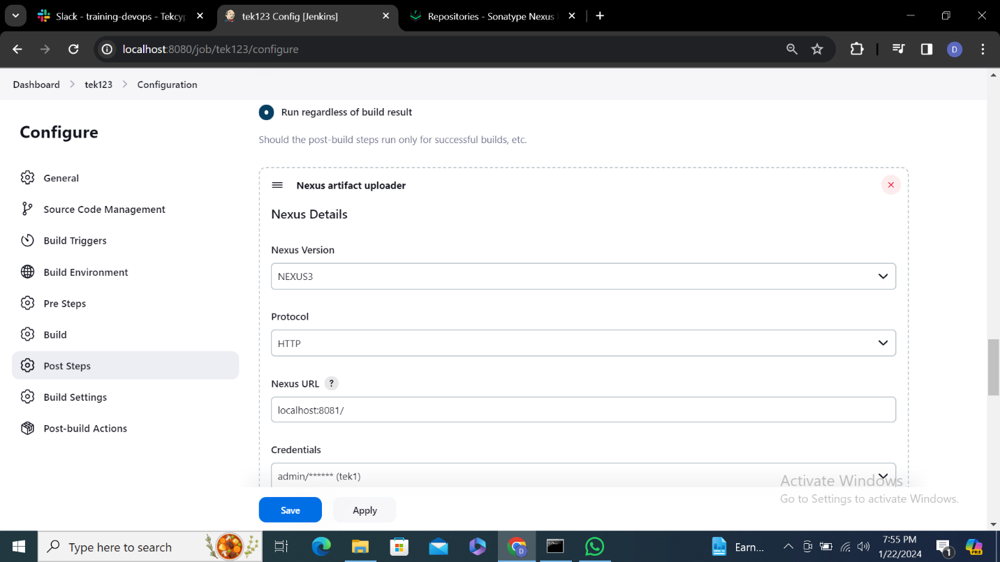 Slack - training-devops - Tekcyp
tek123 Config [Jenkins]
Repositories - Sonatype Nexus
localhost:8080/job/tek123/configure
D
Dashboard
tek123
Configuration
Configure
General
Source Code Management
Build Triggers
Build Environment
Pre Steps
Build
Post Steps
Build Settings
Post-build Actions
Run regardless of build result
Should the post-build steps run only for successful builds, etc.
Nexus artifact uploader
Nexus Details
Nexus Version
NEXUS3
Protocol
HTTP
Nexus URL ?
localhost:8081/
Credentials
admin/****** (tek1)
Save
Apply
Activate Windows
Go to Settings to activate Windows.
Type here to search
D
Earn...
7:55 PM
1/22/2024
1
PRE